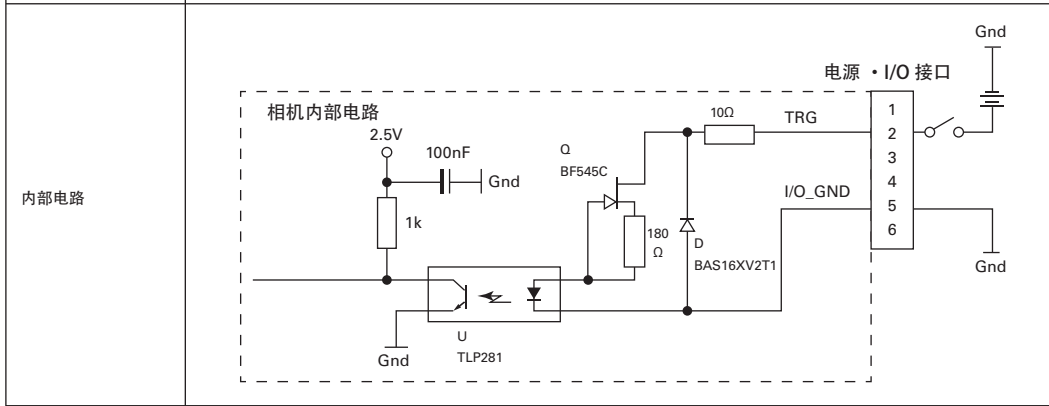 内部电路
Gnd
电源 ・I/O 接口
相机内部电路
2.5V
100nF
Gnd
1k
Q
BF545C
10Ω
TRG
1
2
3
4
5
6
I/O_GND
180
Ω
D
BAS16XV2T1
Gnd
U
TLP281
Gnd